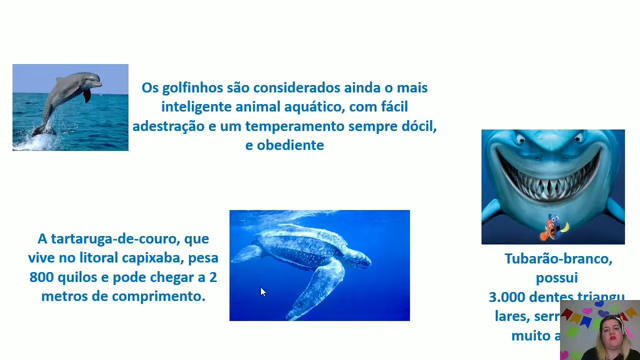 Os golfinhos são considerados ainda o mais
inteligente animal aquático, com fácil
adestração e um temperamento sempre dócil,
e obediente
A tartaruga-de-couro, que
vive no litoral capixaba, pesa
800 quilos e pode chegar a 2
metros de comprimento.
Tubarão-branco,
possui
3.000 dentes triangu
lares,
muito